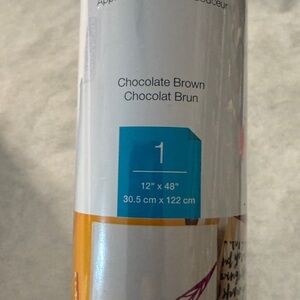 Chocolate Brown
Chocolat Brun
1
12" x 48"
30.5 cm x 122 cm